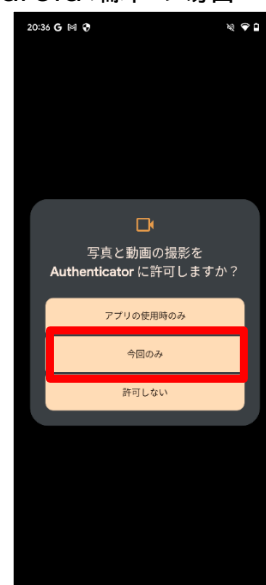 20:36 G
写真と動画の撮影を
Authenticator に許可しますか？
アプリの使用時のみ
今回のみ
許可しない